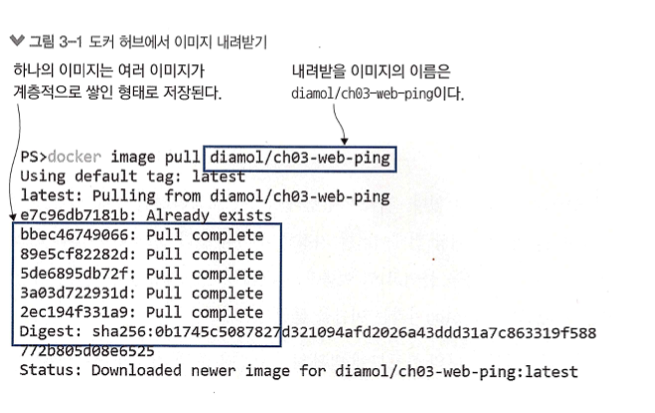 그림 3-1 도커 허브에서 이미지 내려받기
하나의 이미지는 여러 이미지가
계층적으로 쌓인 형태로 저장된다.
내려받을 이미지의 이름은
diamol/ch03-web-ping이다.
PS>docker image pull diamol/ch03-web-ping
Using default tag: latest
latest: Pulling from diamol/ch03-web-ping
e7c96db7181b: Already exists
bbec46749066: Pull complete
89e5cf82282d: Pull complete
5de6895db72f: Pull complete
3a03d722931d: Pull complete
2ec194f331a9: Pull complete
Digest: sha256:0b1745c5087827d321094afd2026a43ddd31a7c863319f588
772b805d08e6525
Status: Downloaded newer image for diamol/ch03-web-ping:latest